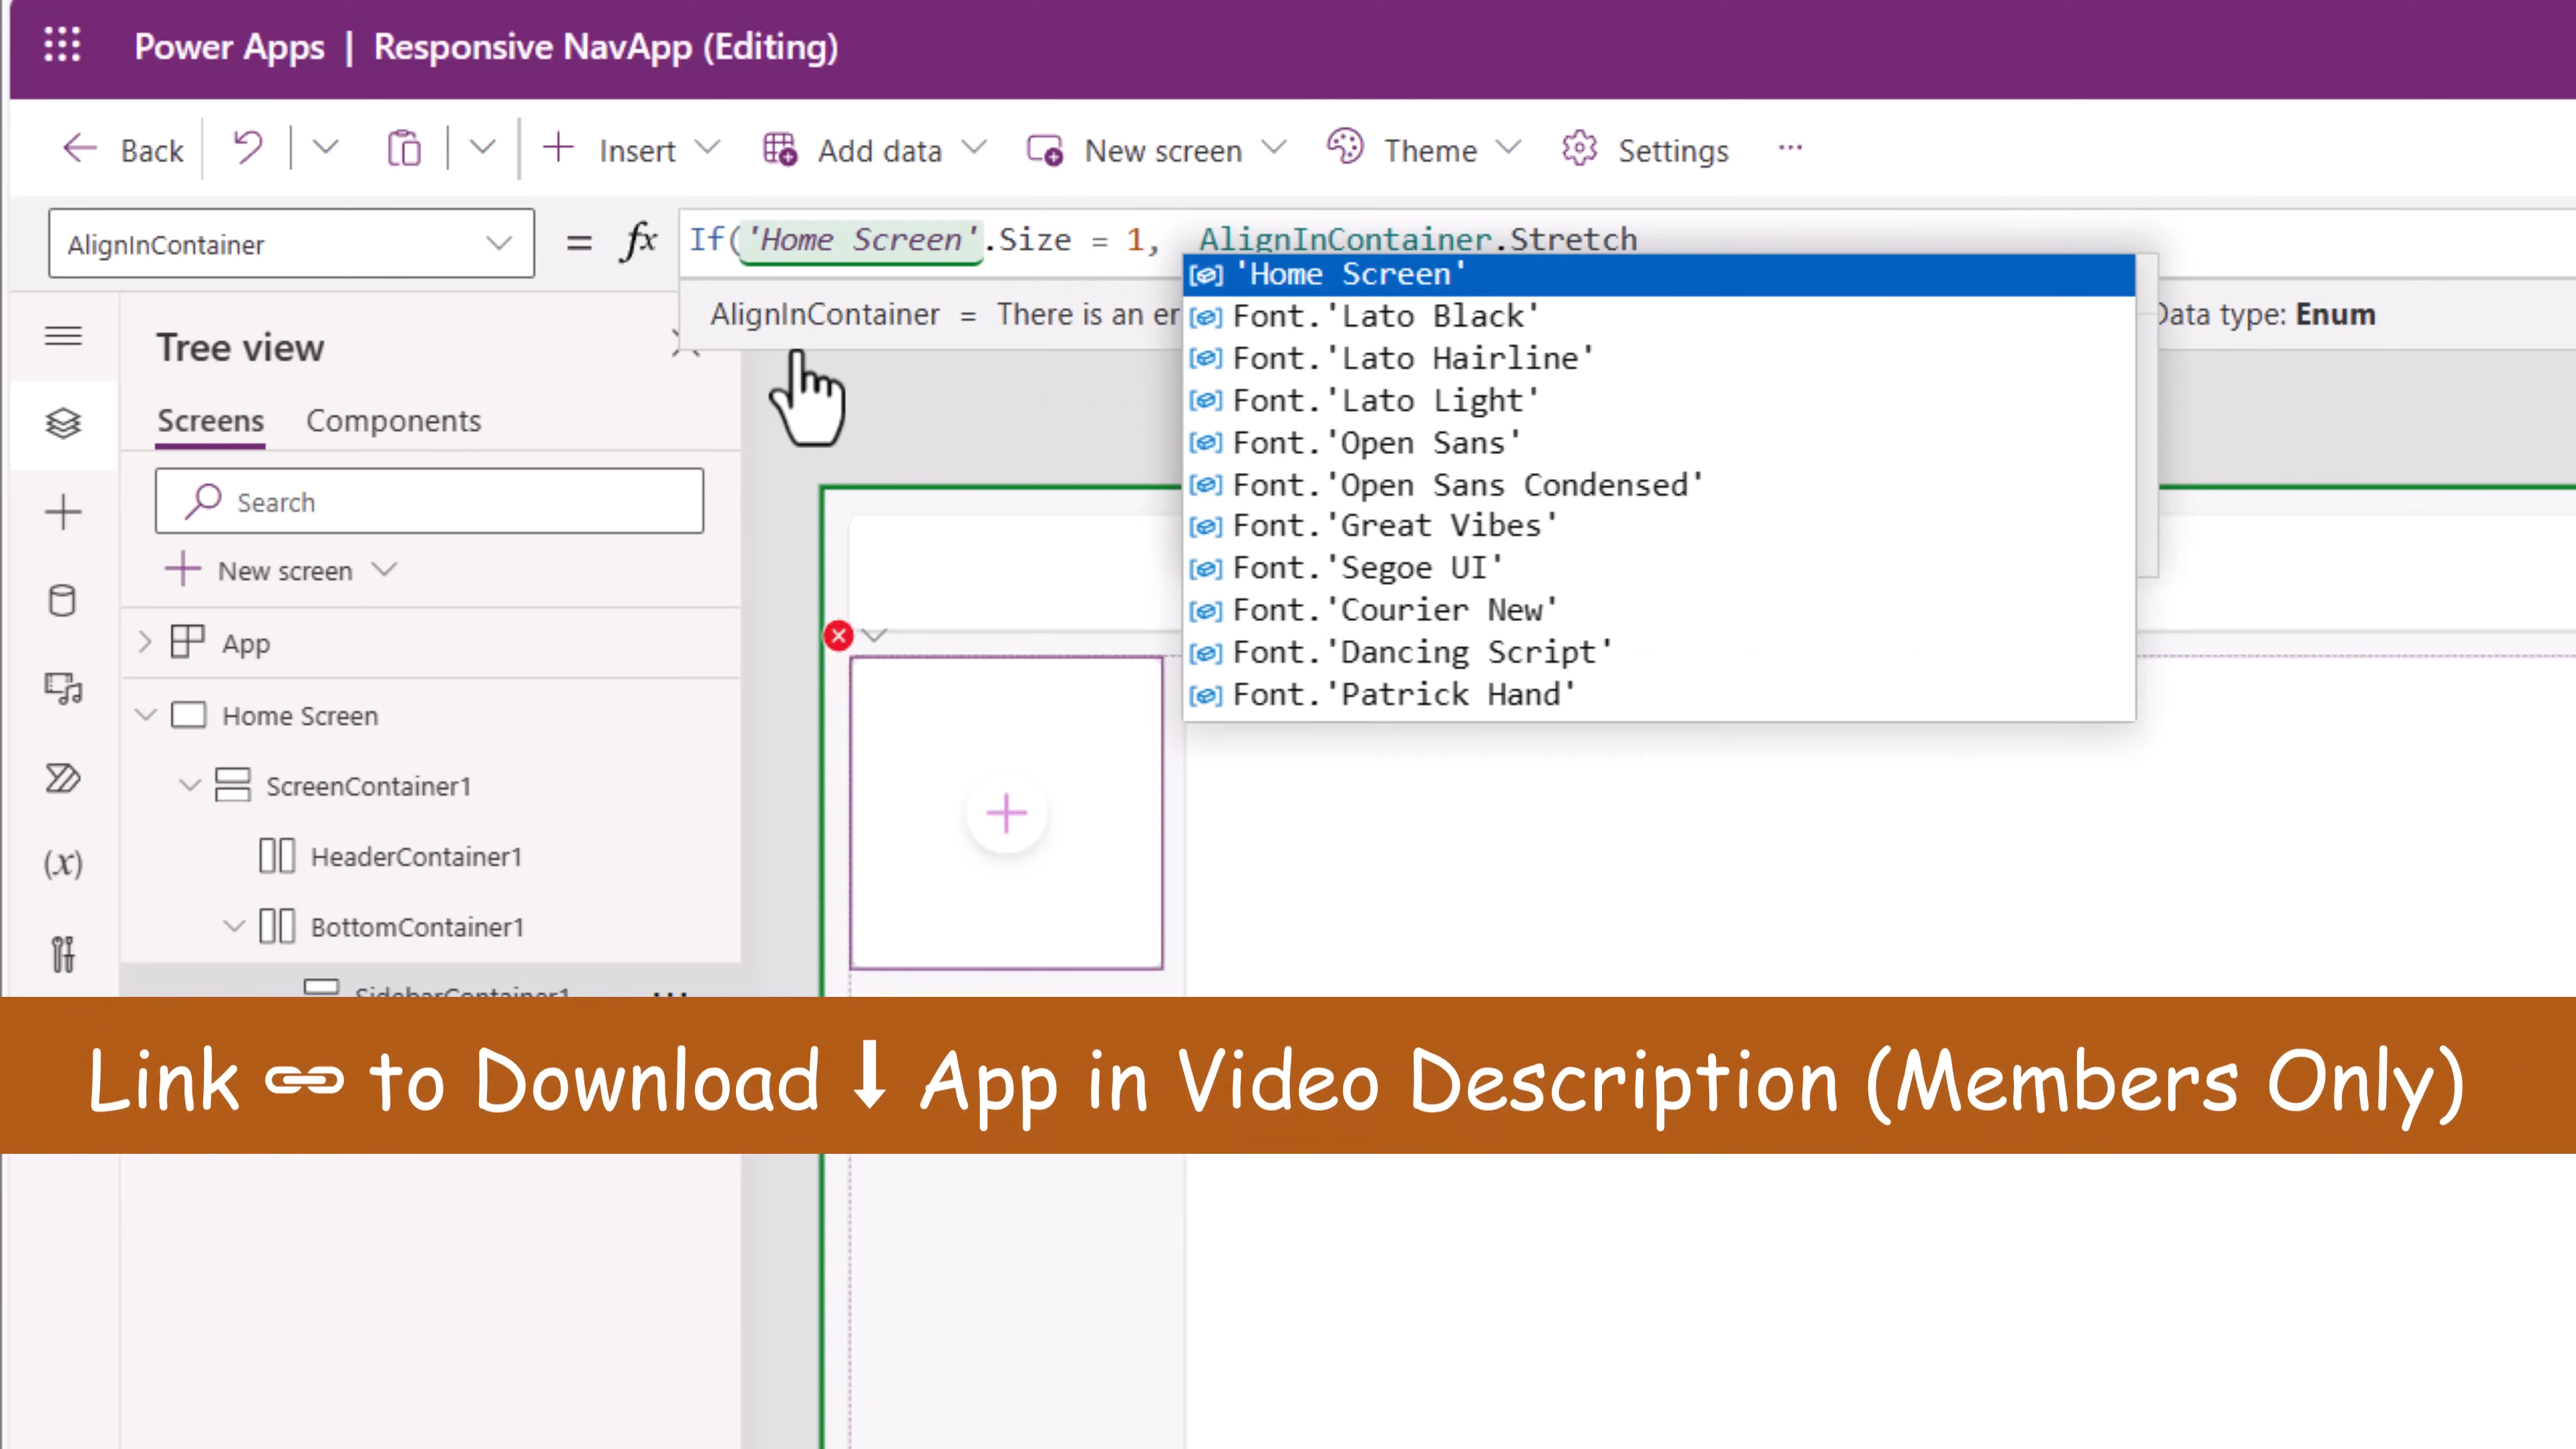 Power Apps | Responsive NavApp (Editing)
Back Insert Add data New screen Theme Settings ...
AlignInContainer = fx If('Home Screen'.Size = 1, AlignInContainer.Stretch
AlignInContainer = There is an er
Data type: Enum
'Home Screen'
Font.'Lato Black'
Font.'Lato Hairline'
Font.'Lato Light'
Font.'Open Sans'
Font.'Open Sans Condensed'
Font.'Great Vibes'
Font.'Segoe UI'
Font.'Courier New'
Font.'Dancing Script'
Font.'Patrick Hand'
Tree view
Screens Components
Search
New screen
App
Home Screen
ScreenContainer1
HeaderContainer1
BottomContainer1
SidebarContainer1
Link to Download App in Video Description (Members Only)